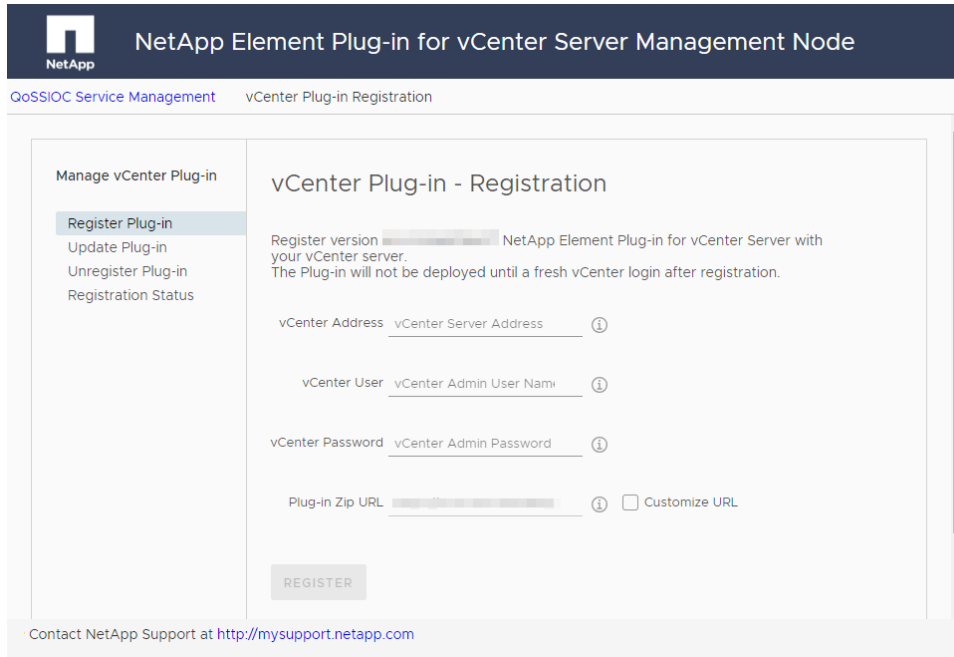 NetApp
NetApp Element Plug-in for vCenter Server Management Node
QoSSIOC Service Management
vCenter Plug-in Registration
Manage vCenter Plug-in
Register Plug-in
Update Plug-in
Unregister Plug-in
Registration Status
vCenter Plug-in - Registration
Register version NetApp Element Plug-in for vCenter Server with
your vCenter server.
The Plug-in will not be deployed until a fresh vCenter login after registration.
vCenter Address vCenter Server Address
vCenter User vCenter Admin User Name
vCenter Password vCenter Admin Password
Plug-in Zip URL Customize URL
REGISTER
Contact NetApp Support at http://mysupport.netapp.com